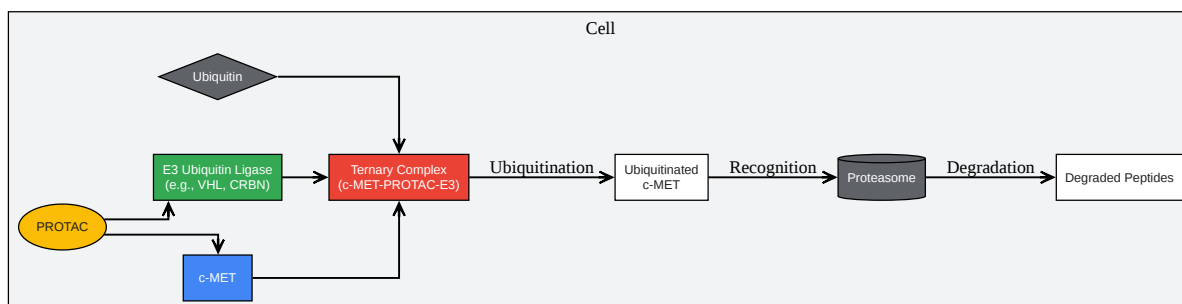 Cell
Ubiquitin
E3 Ubiquitin Ligase
(e.g., VHL, CRBN)
Ternary Complex
(c-MET-PROTAC-E3)
Ubiquitination
Ubiquitinated
c-MET
Recognition
Proteasome
Degradation
Degraded Peptides
PROTAC
c-MET